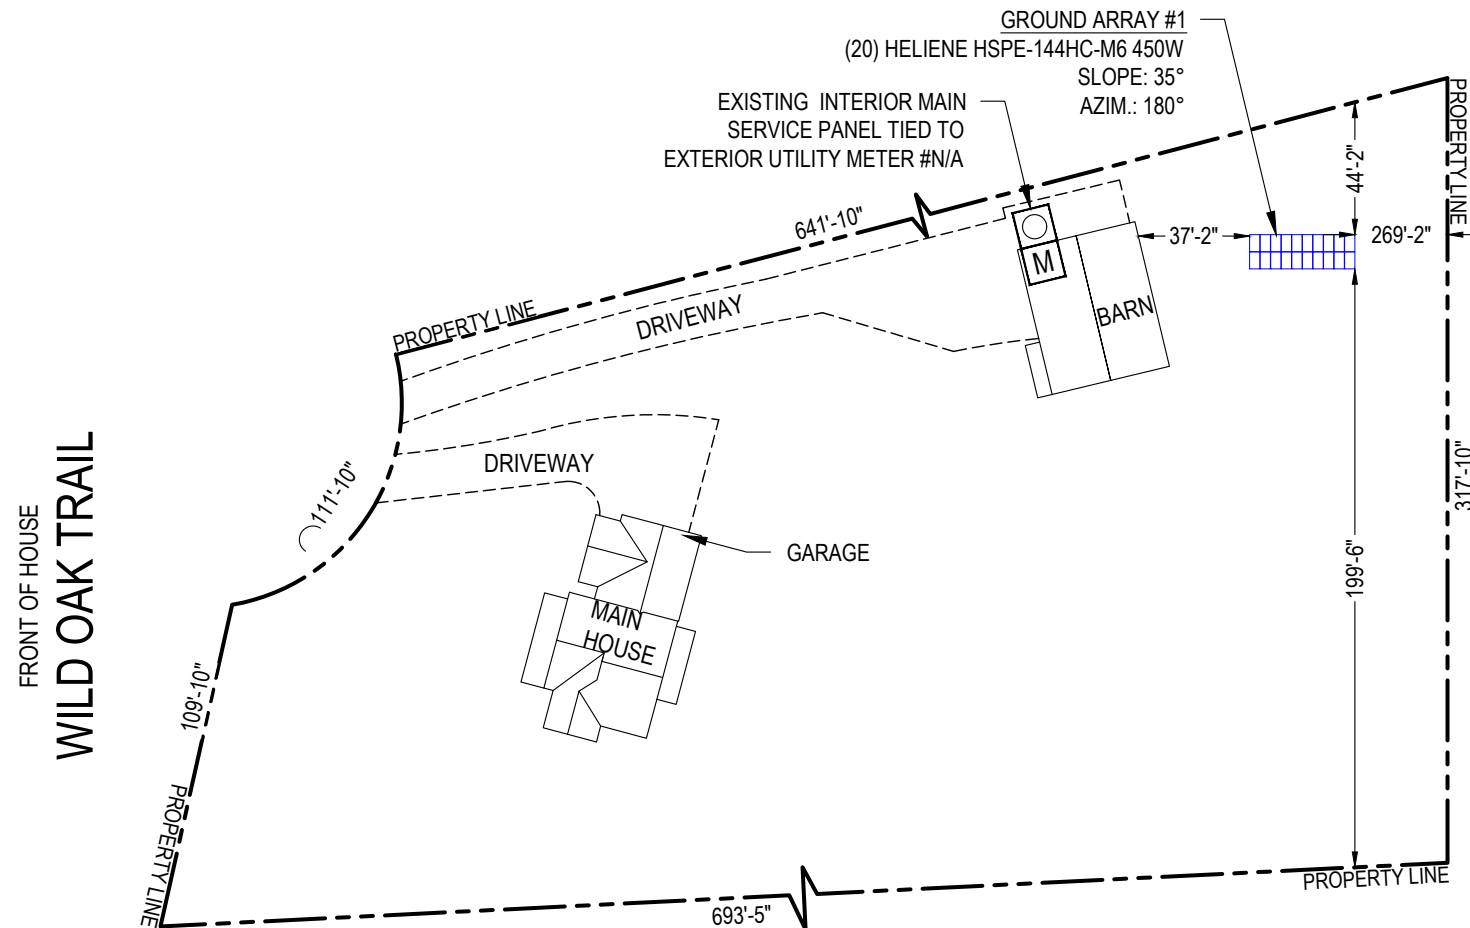 GROUND ARRAY #1
(20) HELIENE HSPE-144HC-M6 450W
SLOPE: 35°
AZIM.: 180°
EXISTING INTERIOR MAIN
SERVICE PANEL TIED TO
EXTERIOR UTILITY METER #N/A
PROPERTY LINE
44'-2"
641'-10"
37'-2"
269'-2"
M
BARN
PROPERTY LINE
DRIVEWAY
DRIVEWAY
111'-10"
317'-10"
GARAGE
199'-6"
FRONT OF HOUSE
WILD OAK TRAIL
MAIN
HOUSE
109'-10"
PROPERTY LINE
PROPERTY LINE
693'-5"